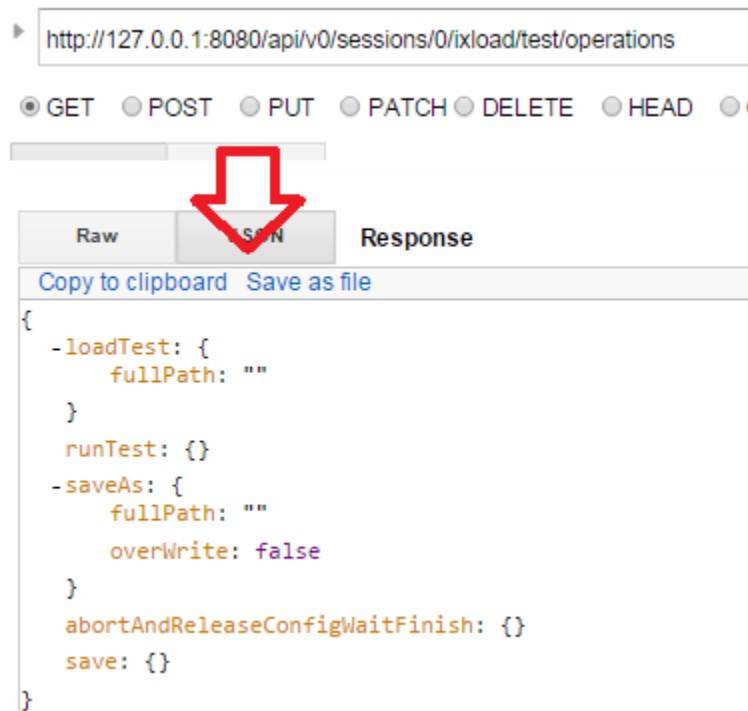 http://127.0.0.1:8080/api/v0/sessions/0/ixload/test/operations
GET POST PUT PATCH DELETE HEAD
Raw JSON Response
Copy to clipboard Save as file
{
-loadTest: {
fullPath: ""
}
runTest: {}
-saveAs: {
fullPath: ""
overWrite: false
}
abortAndReleaseConfigWaitFinish: {}
save: {}
}